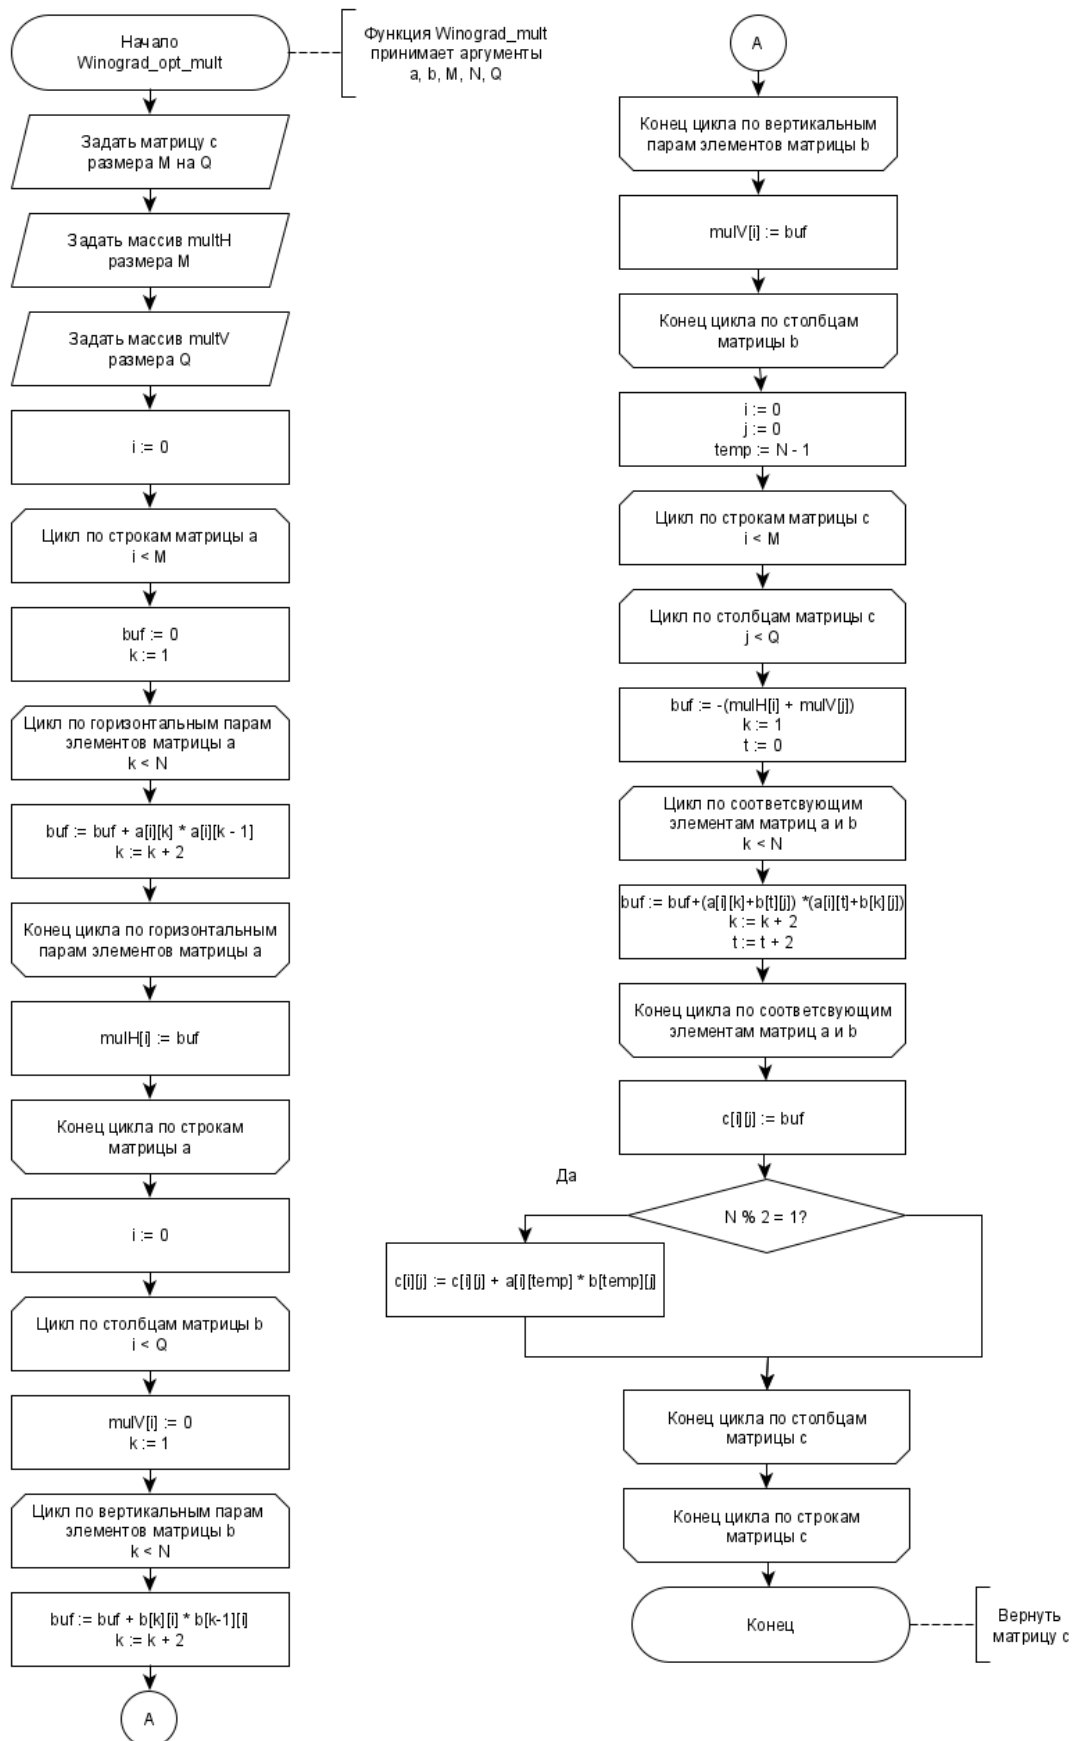 Начало
Winograd_opt_mult
Функция Winograd_mult
принимает аргументы
a, b, M, N, Q
Задать матрицу c
размера M на Q
Задать массив multH
размера M
Задать массив multV
размера Q
i := 0
Цикл по строкам матрицы a
i < M
buf := 0
k := 1
Цикл по горизонтальным парам
элементов матрицы a
k < N
buf := buf + a[i][k] * a[i][k - 1]
k := k + 2
Конец цикла по горизонтальным
парам элементов матрицы a
mulH[i] := buf
Конец цикла по строкам
матрицы a
i := 0
Цикл по столбцам матрицы b
i < Q
mulV[i] := 0
k := 1
Цикл по вертикальным парам
элементов матрицы b
k < N
buf := buf + b[k][i] * b[k-1][i]
k := k + 2
A
A
Конец цикла по вертикальным
парам элементов матрицы b
mulV[i] := buf
Конец цикла по столбцам
матрицы b
i := 0
j := 0
temp := N - 1
Цикл по строкам матрицы c
i < M
Цикл по столбцам матрицы c
j < Q
buf := -(mulH[i] + mulV[j])
k := 1
t := 0
Цикл по соответсвующим
элементам матриц a и b
k < N
buf := buf+(a[i][k]+b[t][j]) *(a[i][t]+b[k][j])
k := k + 2
t := t + 2
Конец цикла по соответсвующим
элементам матриц a и b
c[i][j] := buf
Да
N % 2 = 1?
c[i][j] := c[i][j] + a[i][temp] * b[temp][j]
Конец цикла по столбцам
матрицы c
Конец цикла по строкам
матрицы c
Конец
Вернуть
матрицу c